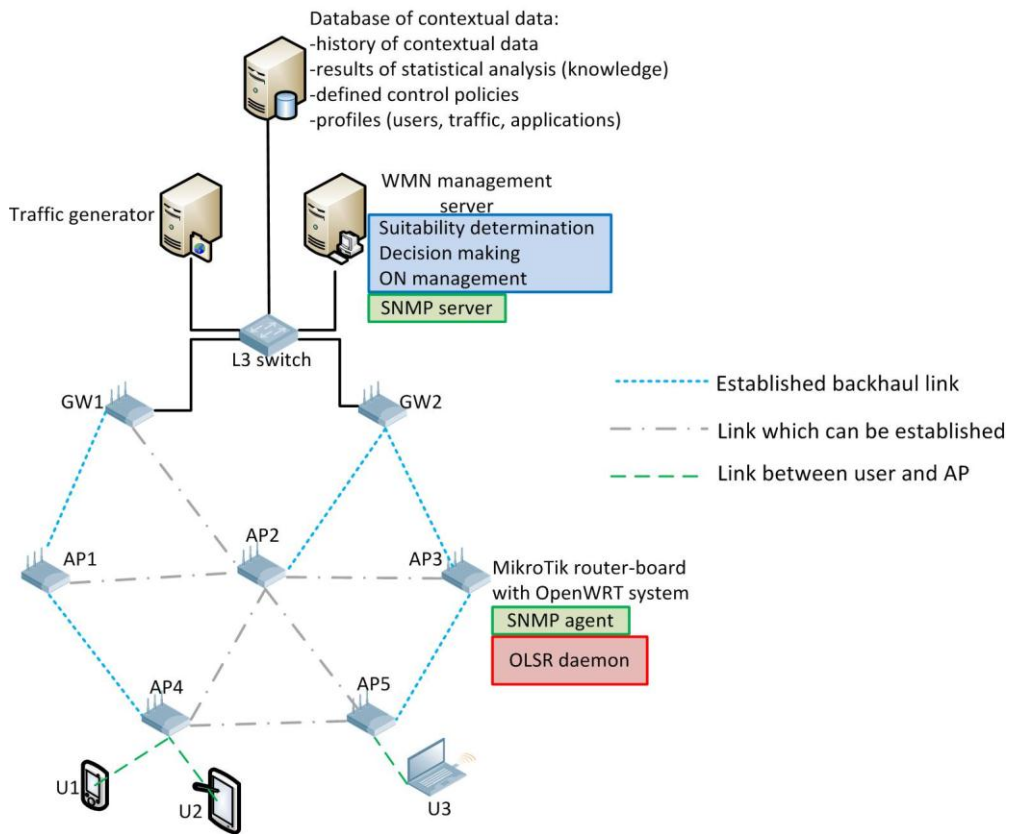 Database of contextual data:
-history of contextual data
-results of statistical analysis (knowledge)
-defined control policies
-profiles (users, traffic, applications)
Traffic generator
WMN management
server
Suitability determination
Decision making
ON management
SNMP server
L3 switch
GW1
GW2
Established backhaul link
Link which can be established
Link between user and AP
AP1
AP2
AP3
MikroTik router-board
with OpenWRT system
SNMP agent
OLSR daemon
AP4
AP5
U1
U2
U3